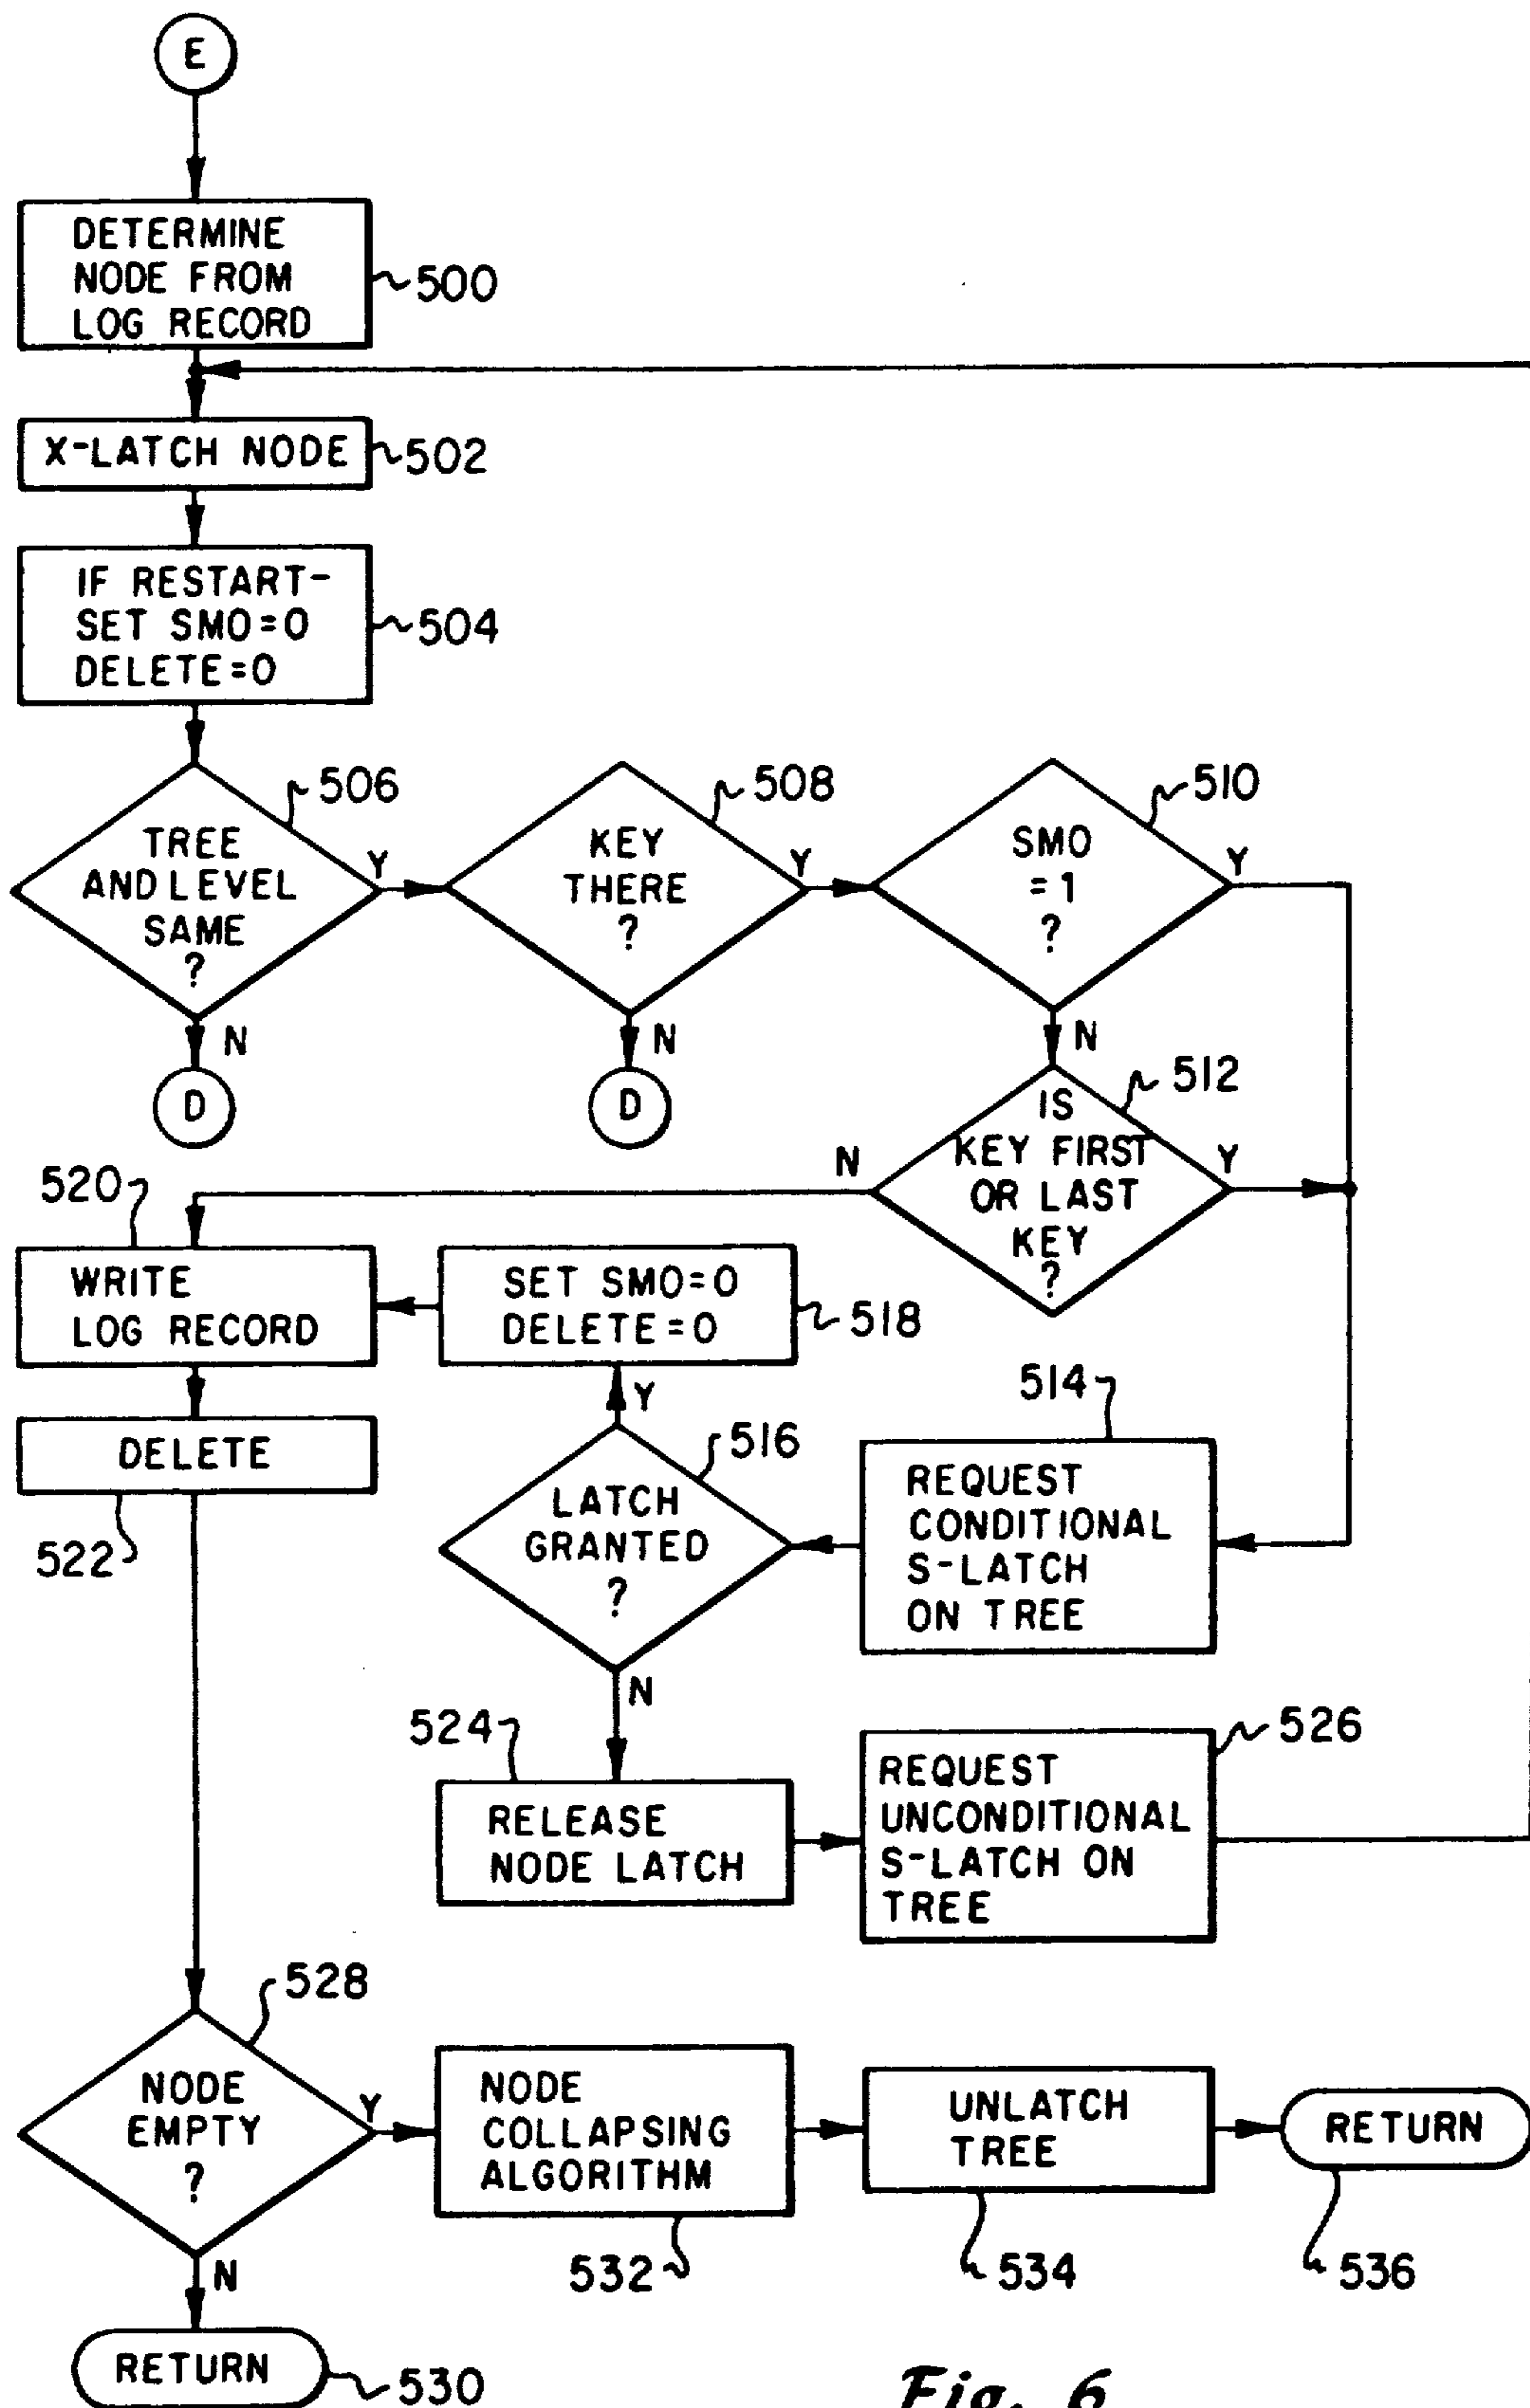 E
DETERMINE
NODE FROM
LOG RECORD
500
X-LATCH NODE
502
IF RESTART-
SET SMO=0
DELETE=0
504
TREE
AND LEVEL
SAME
?
506
Y
N
D
KEY
THERE
?
508
Y
N
D
SMO
=1
?
510
Y
N
IS
KEY FIRST
OR LAST
KEY
?
512
Y
N
520
WRITE
LOG RECORD
SET SMO=0
DELETE=0
518
DELETE
522
Y
LATCH
GRANTED
?
516
N
514
REQUEST
CONDITIONAL
S-LATCH
ON TREE
524
RELEASE
NODE LATCH
526
REQUEST
UNCONDITIONAL
S-LATCH ON
TREE
528
NODE
EMPTY
?
Y
N
NODE
COLLAPSING
ALGORITHM
532
UNLATCH
TREE
534
RETURN
536
RETURN
530
Fig. 6